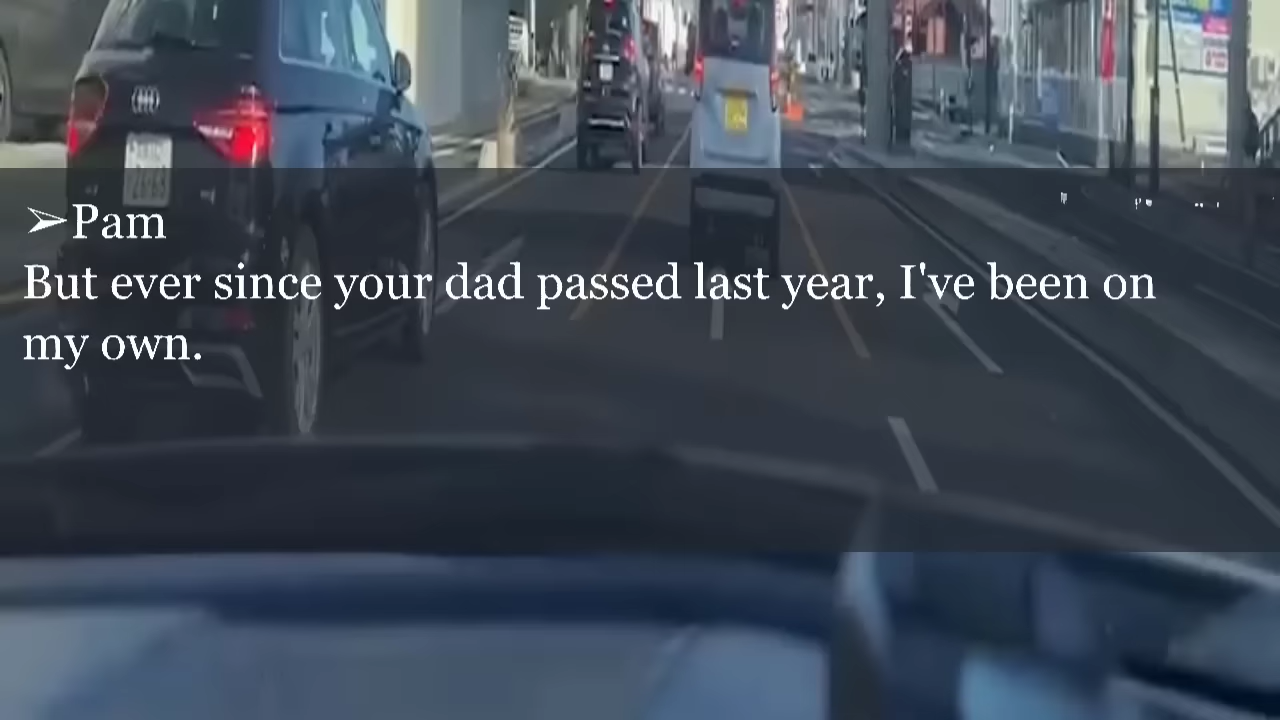 ➢Pam
But ever since your dad passed last year, I've been on
my own.